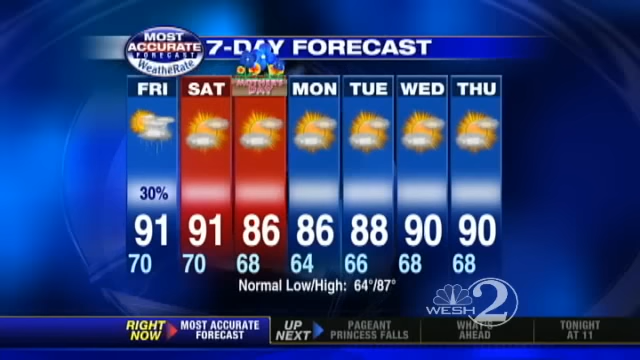 MOST
ACCURATE
FORECAST
WeatheRate
7-DAY FORECAST
FRI SAT MOTHER'S DAY MON TUE WED THU
30%
91 91 86 86 88 90 90
70 70 68 64 66 68 68
Normal Low/High: 64°/87°
WESH 2
RIGHT NOW MOST ACCURATE FORECAST UP NEXT PAGEANT PRINCESS FALLS WHAT'S AHEAD TONIGHT AT 11